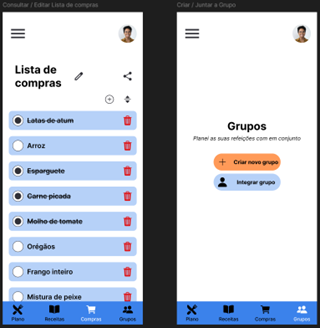 Consultar / Editar Lista de compras
Lista de
compras
Latas de atum
Arroz
Esparguete
Carne picada
Molho de tomate
Orégãos
Frango inteiro
Mistura de peixe
Plano
Receitas
Compras
Grupos
Criar / Juntar a Grupo
Grupos
Planei as suas refeições com em conjunto
Criar novo grupo
Integrar grupo
Plano
Receitas
Compras
Grupos